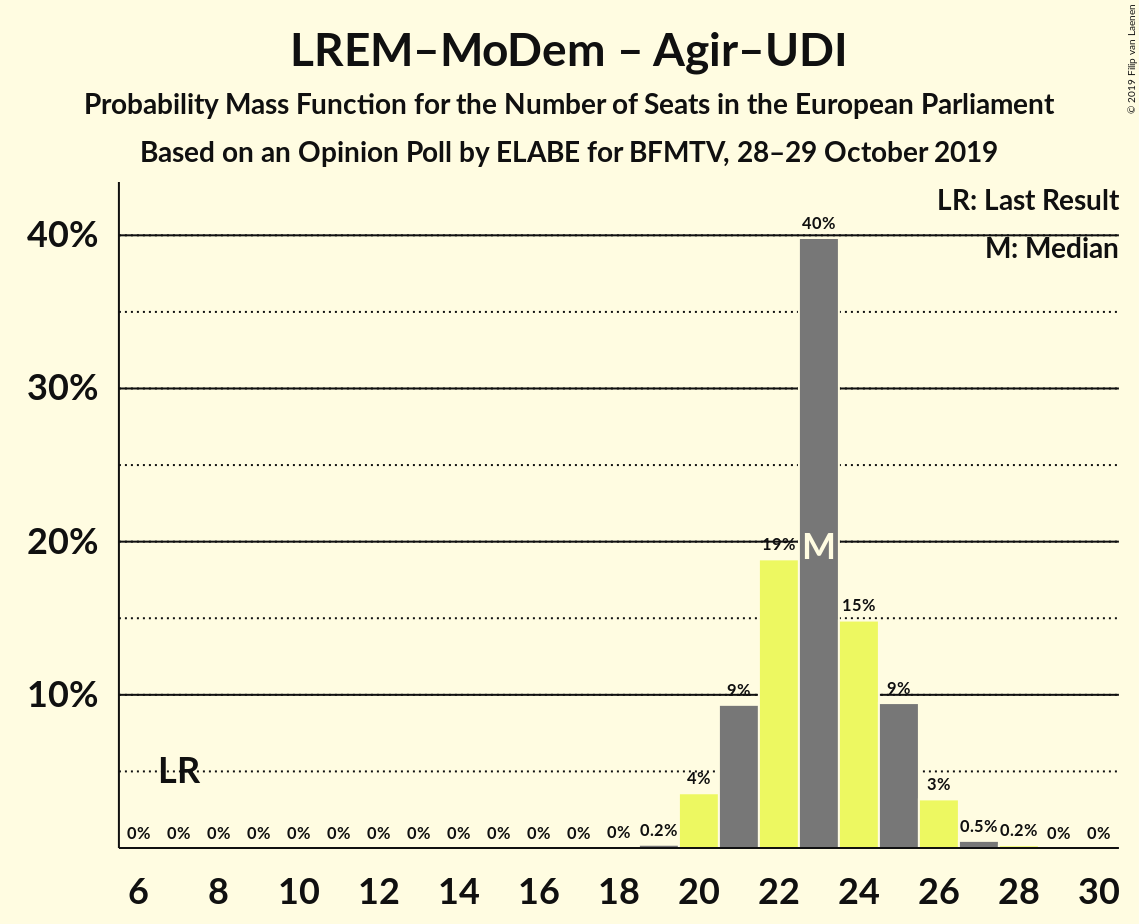 LREM–MoDem – Agir–UDI
Probability Mass Function for the Number of Seats in the European Parliament
Based on an Opinion Poll by ELABE for BFMTV, 28–29 October 2019
© 2019 Filip van Laenen
LR: Last Result
M: Median
40%
30%
20%
10%
40%
19%
M
15%
9%
9%
LR
4%
3%
0% 0% 0% 0% 0% 0% 0% 0% 0% 0% 0% 0% 0% 0.2% 0.5% 0.2% 0% 0%
6 8 10 12 14 16 18 20 22 24 26 28 30